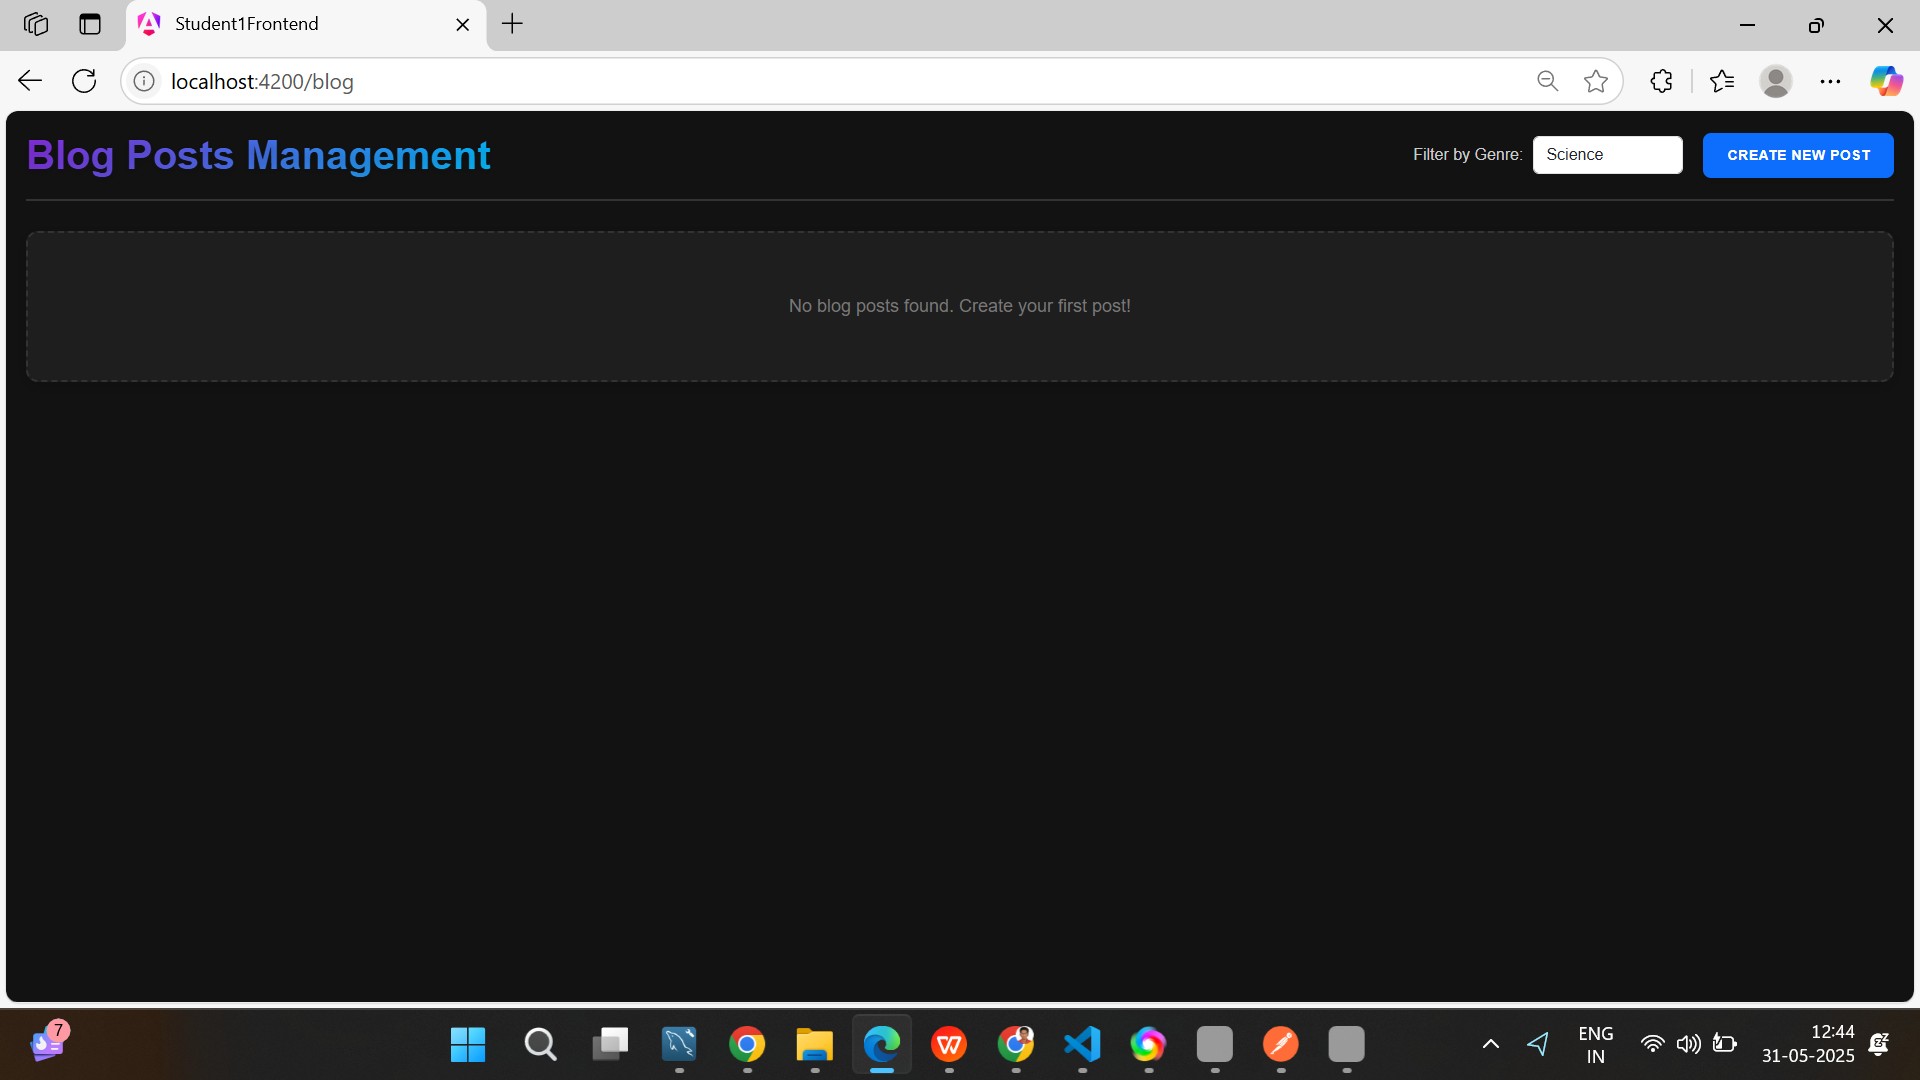 Student1Frontend
localhost:4200/blog
Blog Posts Management
Filter by Genre:
Science
CREATE NEW POST
No blog posts found. Create your first post!
7
W
ENG
IN
12:44
31-05-2025